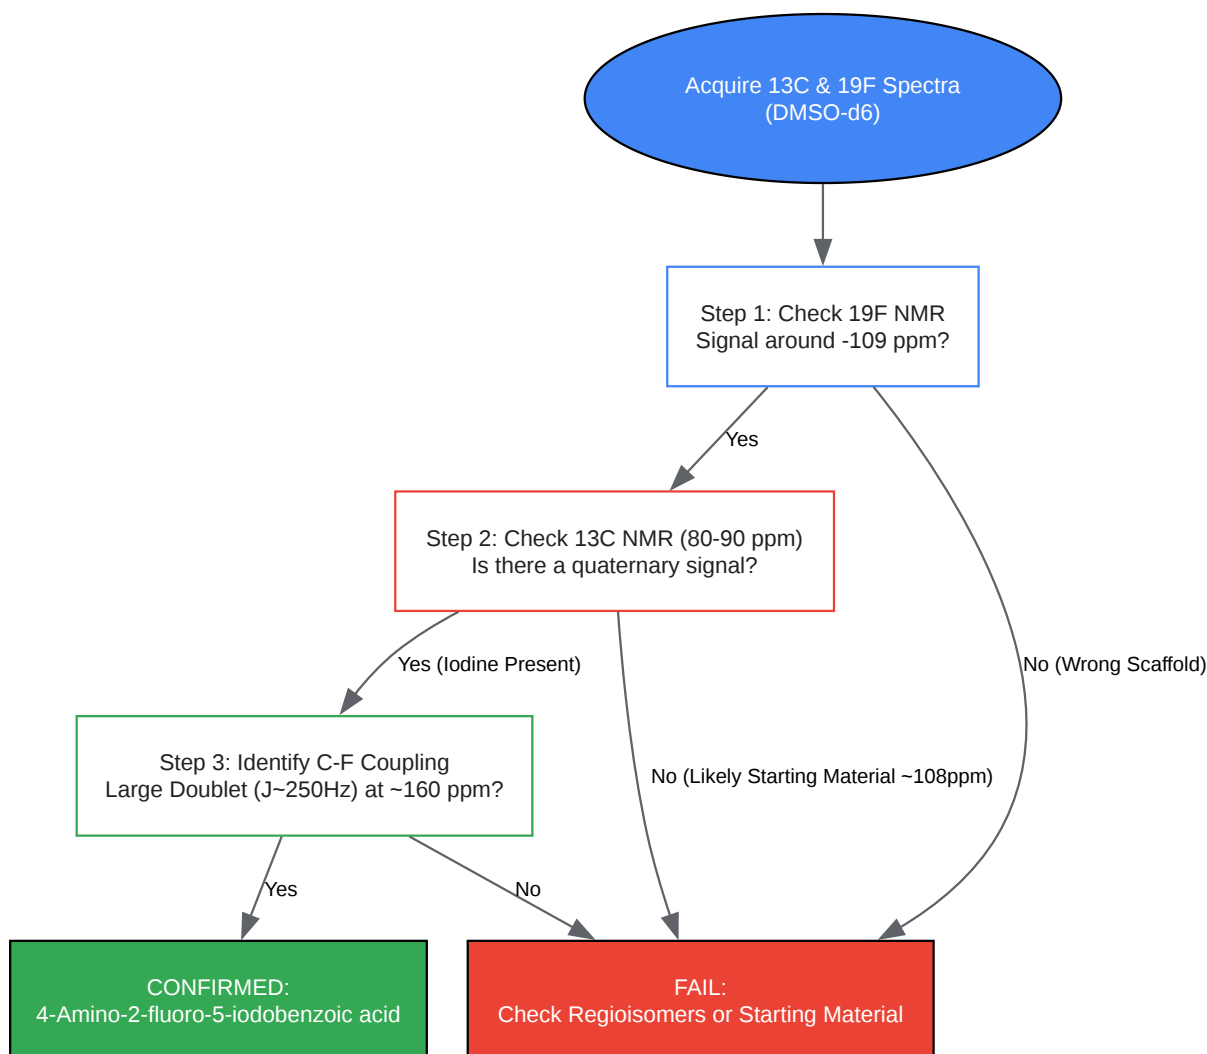 Acquire 13C & 19F Spectra
(DMSO-d6)
Step 1: Check 19F NMR
Signal around -109 ppm?
Yes
Step 2: Check 13C NMR (80-90 ppm)
Is there a quaternary signal?
Yes (Iodine Present)
No (Wrong Scaffold)
Step 3: Identify C-F Coupling
Large Doublet (J~250Hz) at ~160 ppm?
No (Likely Starting Material ~108ppm)
Yes
No
CONFIRMED:
4-Amino-2-fluoro-5-iodobenzoic acid
FAIL:
Check Regioisomers or Starting Material